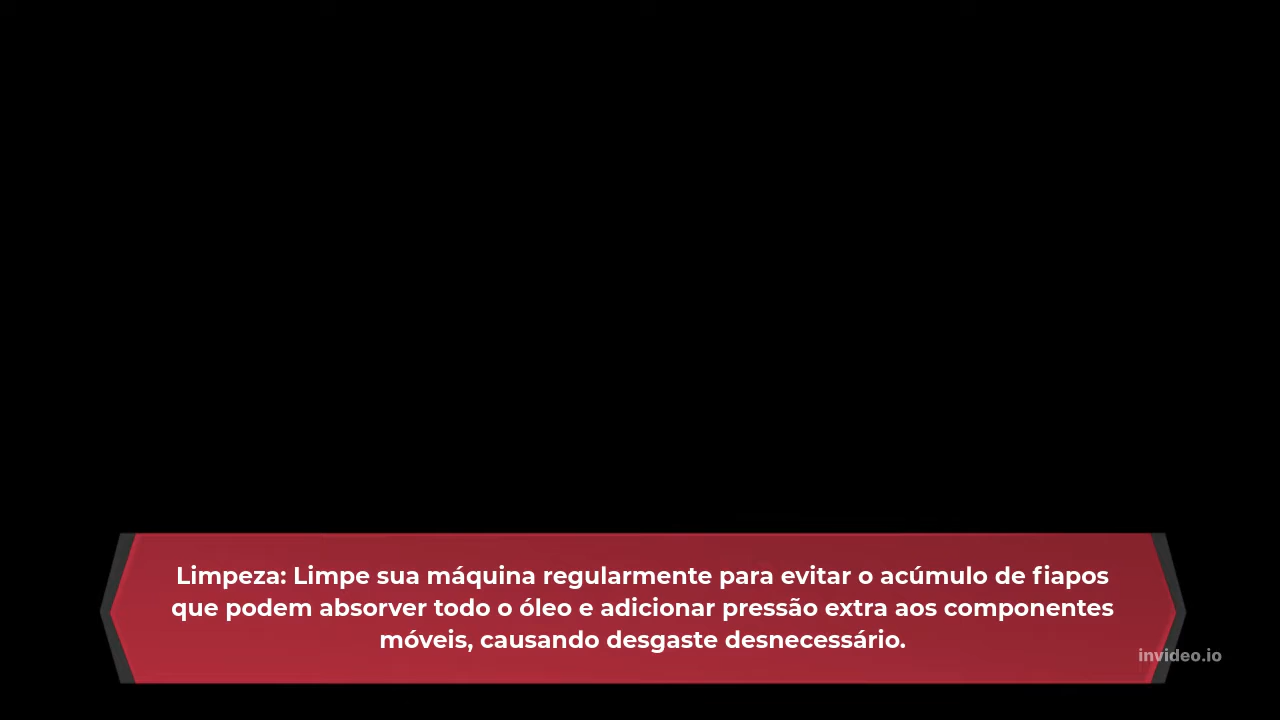 Limpeza: Limpe sua máquina regularmente para evitar o acúmulo de fiapos
que podem absorver todo o óleo e adicionar pressão extra aos componentes
móveis, causando desgaste desnecessário.
invideo.io